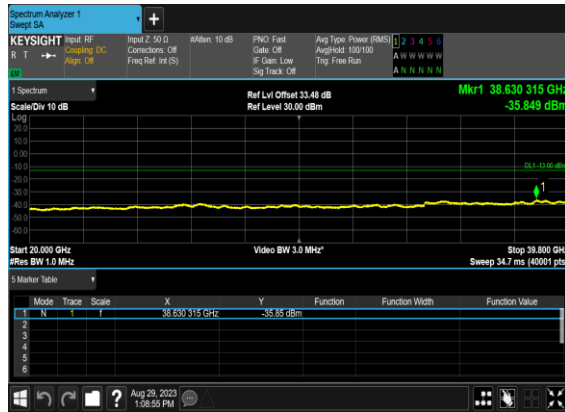 Spectrum Analyzer 1
Swept SA
+
KEYSIGHT Input: RF Input Z: 50 Ω #Atten: 10 dB PNO: Fast Avg Type: Power (RMS) 1 2 3 4 5 6
R T Coupling: DC Corrections: Off Gate: Off Avg|Hold: 100/100 A W W W W W
Align: Off Freq Ref: Int (S) IF Gain: Low Trig: Free Run
Sig Track: Off A N N N N N
1 Spectrum Ref Lvl Offset 33.48 dB Mkr1 38.630 315 GHz
Scale/Div 10 dB Ref Level 30.00 dBm -35.849 dBm
Log
20.0
10.0
0.00
-10.0 DL1 -13.00 dBm
-20.0
-30.0 1
-40.0
-50.0
-60.0
Start 20.000 GHz Video BW 3.0 MHz* Stop 39.800 GHz
#Res BW 1.0 MHz Sweep 34.7 ms (40001 pts)
5 Marker Table
Mode Trace Scale X Y Function Function Width Function Value
1 N 1 f 38.630 315 GHz -35.85 dBm
2
3
4
5
6
? Aug 29, 2023
1:08:55 PM